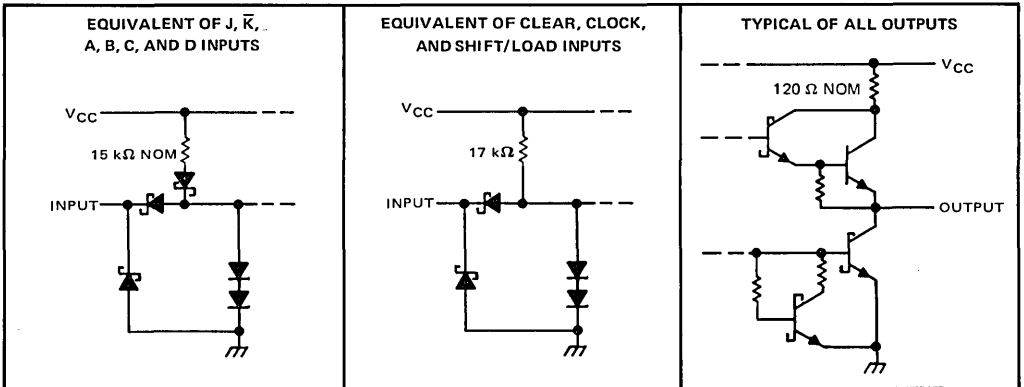 EQUIVALENT OF J, K̅,
A, B, C, AND D INPUTS
VCC
15 kΩ NOM
INPUT
EQUIVALENT OF CLEAR, CLOCK,
AND SHIFT/LOAD INPUTS
VCC
17 kΩ
INPUT
TYPICAL OF ALL OUTPUTS
VCC
120 Ω NOM
OUTPUT